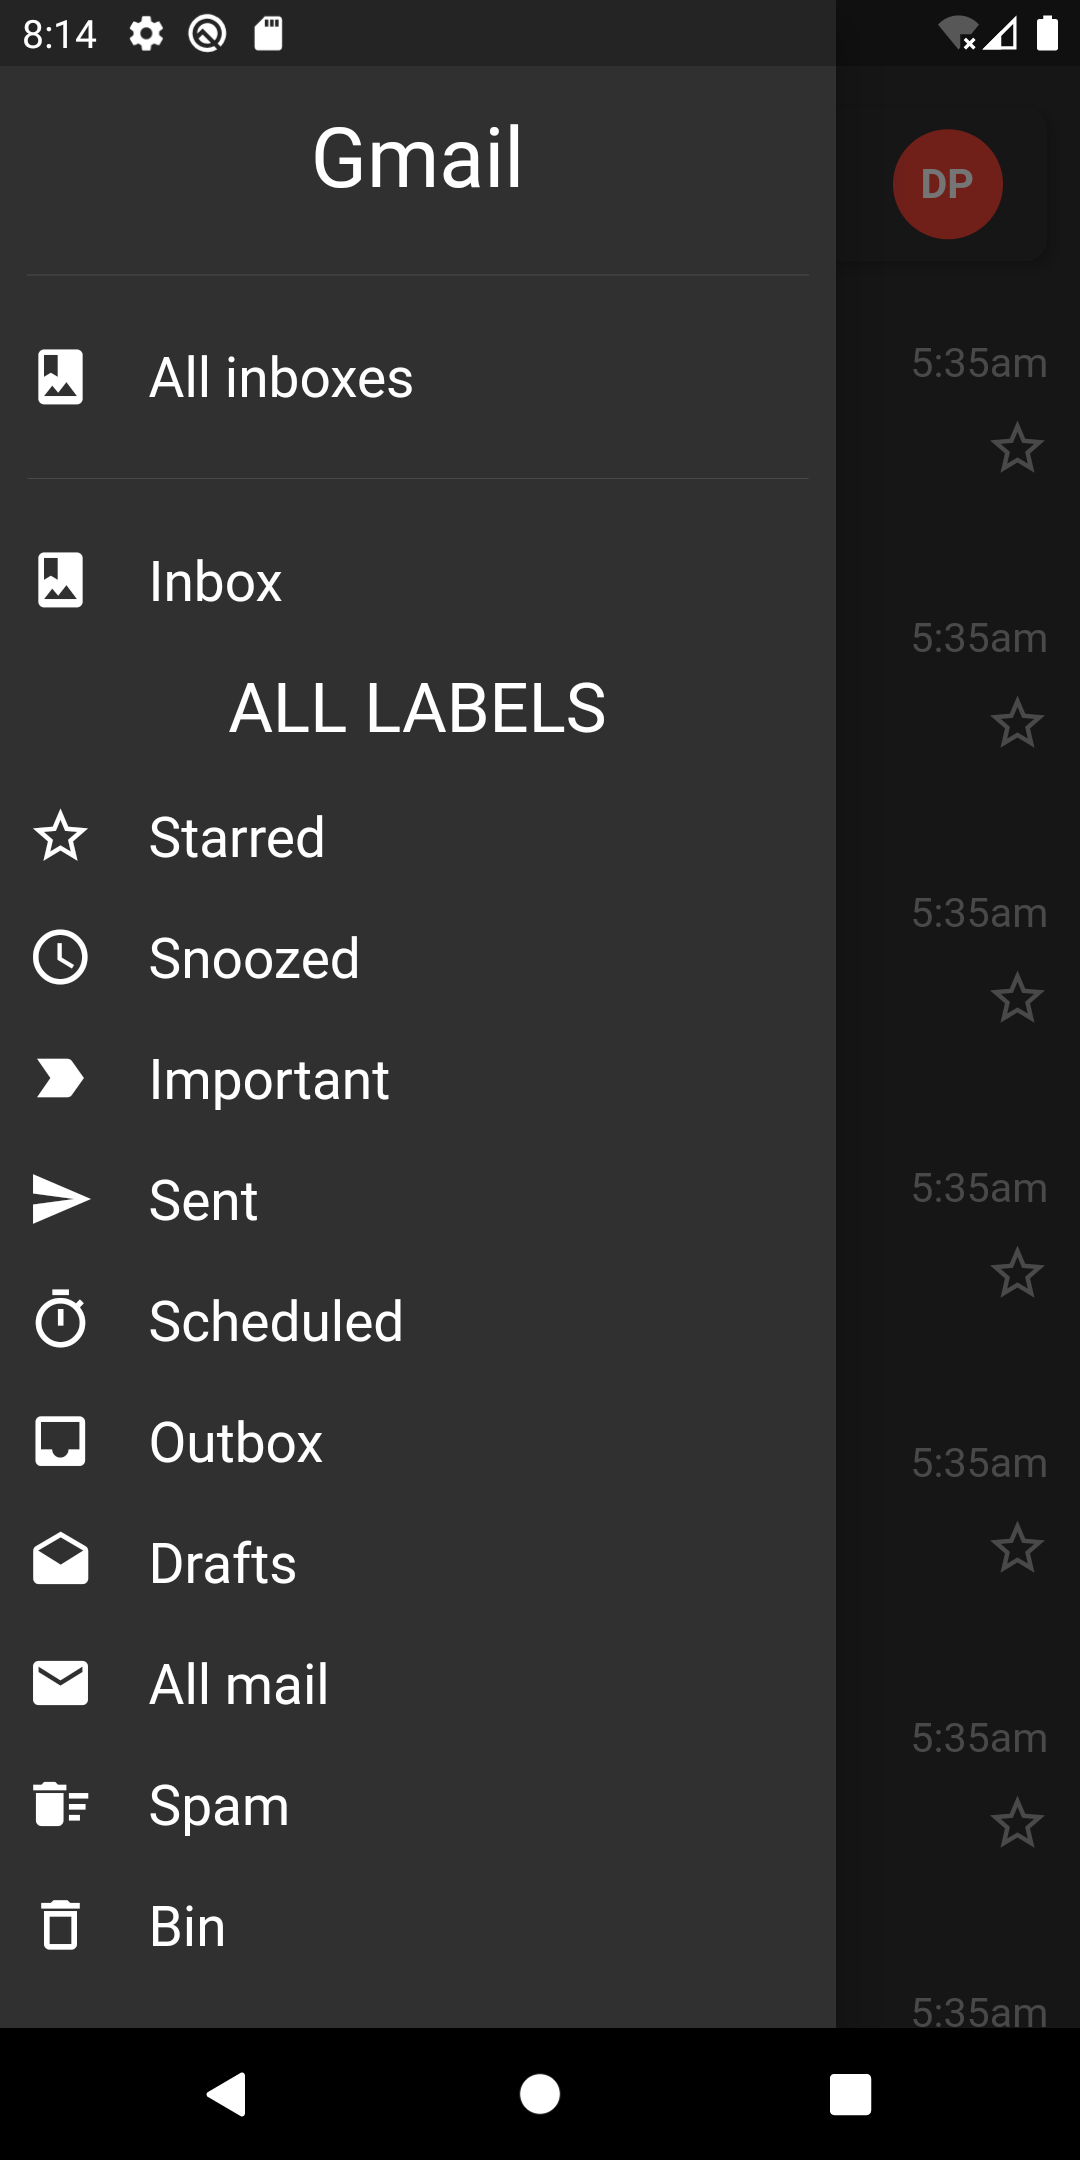 8:14
Gmail
DP
All inboxes
5:35am
Inbox
5:35am
ALL LABELS
Starred
5:35am
Snoozed
Important
5:35am
Sent
Scheduled
Outbox
5:35am
Drafts
All mail
5:35am
Spam
Bin
5:35am